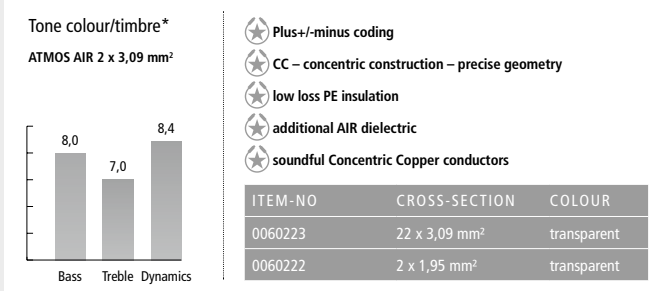 Tone colour/timbre*
ATMOS AIR 2 x 3,09 mm²
8,0
7,0
8,4
Bass Treble Dynamics
Plus+/-minus coding
CC – concentric construction – precise geometry
low loss PE insulation
additional AIR dielectric
soundful Concentric Copper conductors
ITEM-NO CROSS-SECTION COLOUR
0060223 22 x 3,09 mm² transparent
0060222 2 x 1,95 mm² transparent